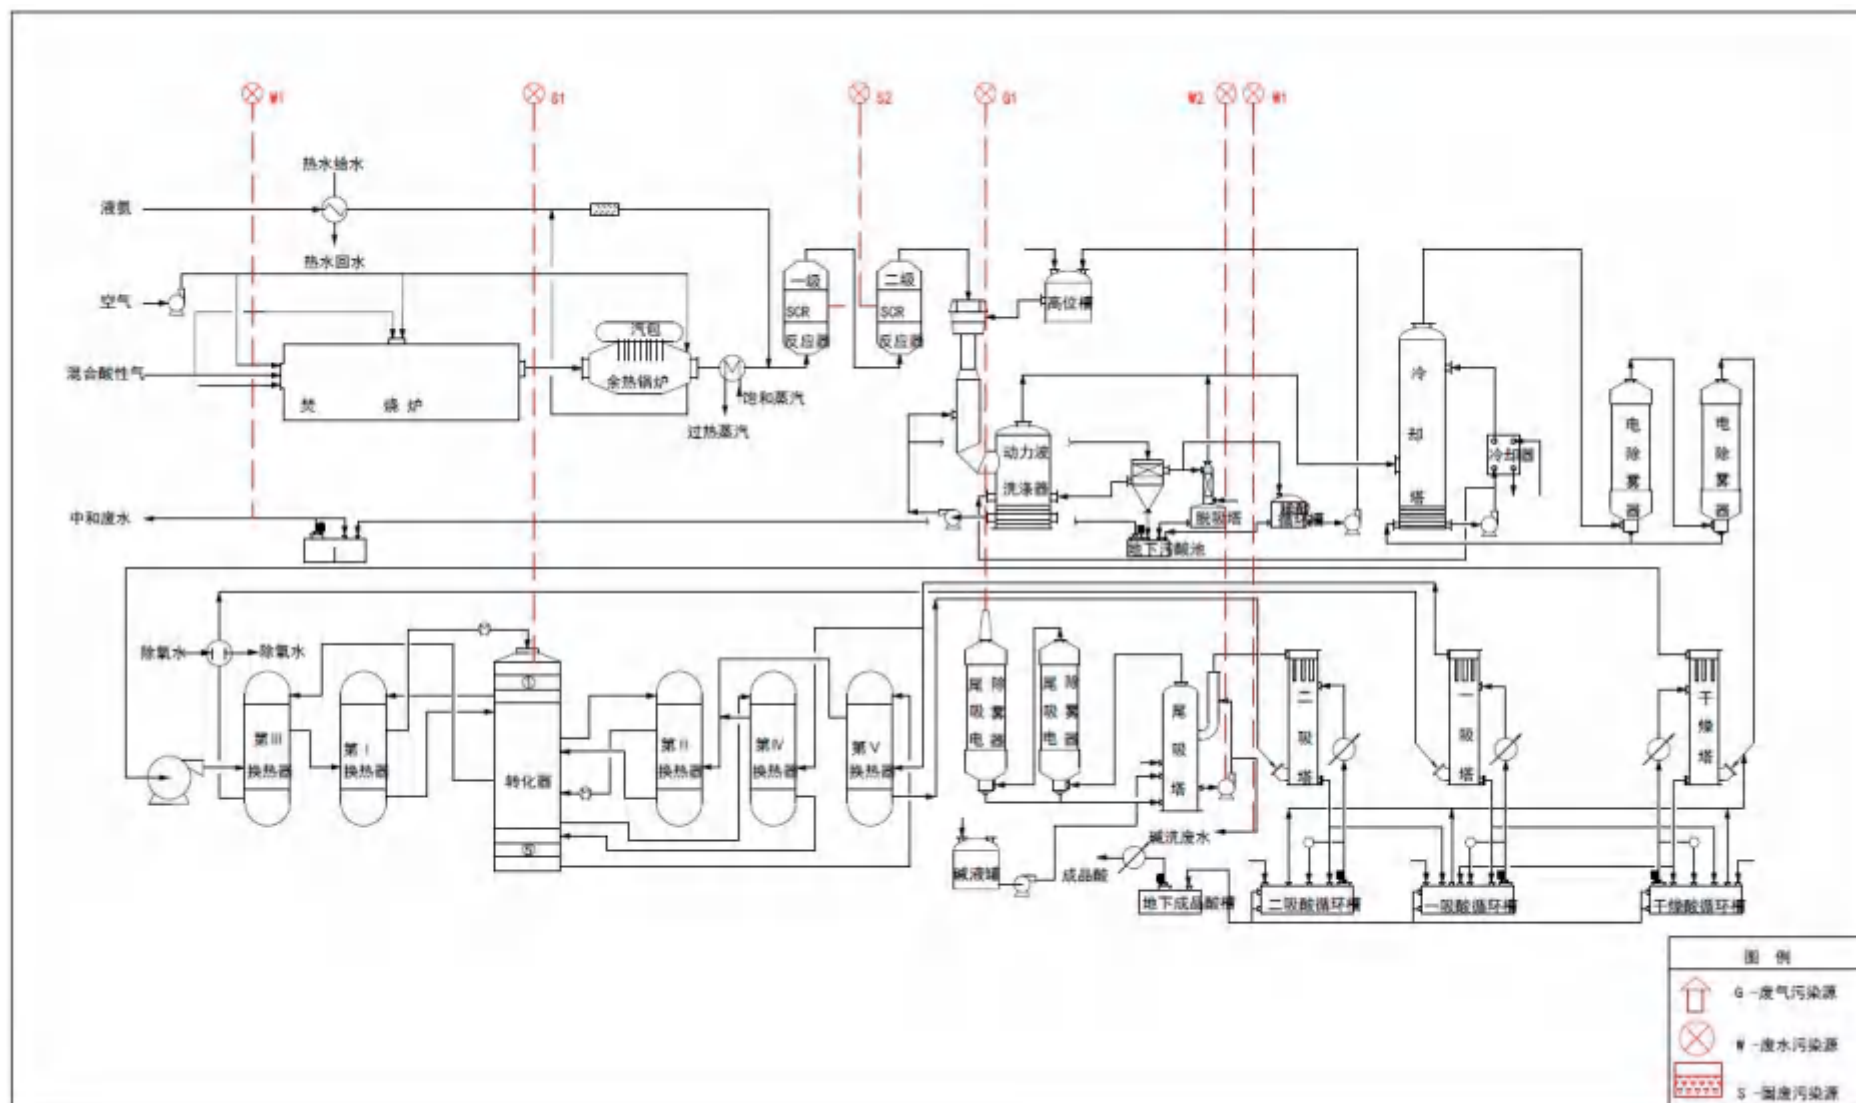 W1
G1
S2
G1
W2
W1
热水给水
液氨
热水回水
空气
混合酸性气
焚 烧 炉
汽包
余热锅炉
饱和蒸汽
过热蒸汽
一级
SCR
反应器
二级
SCR
反应器
高位槽
动力波
洗涤器
脱吸塔
循环槽
地下污酸池
冷却塔
冷却器
电除雾器
电除雾器
中和废水
除氧水
除氧水
第Ⅲ
换热器
第Ⅰ
换热器
①
转化器
⑤
第Ⅱ
换热器
第Ⅳ
换热器
第Ⅴ
换热器
尾吸电
除雾器
尾吸电
除雾器
尾吸塔
二吸塔
一吸塔
干燥塔
碱洗废水
碱液罐
成品酸
地下成品酸槽
二吸酸循环槽
一吸酸循环槽
干燥酸循环槽
图 例
G -废气污染源
W -废水污染源
S -固废污染源